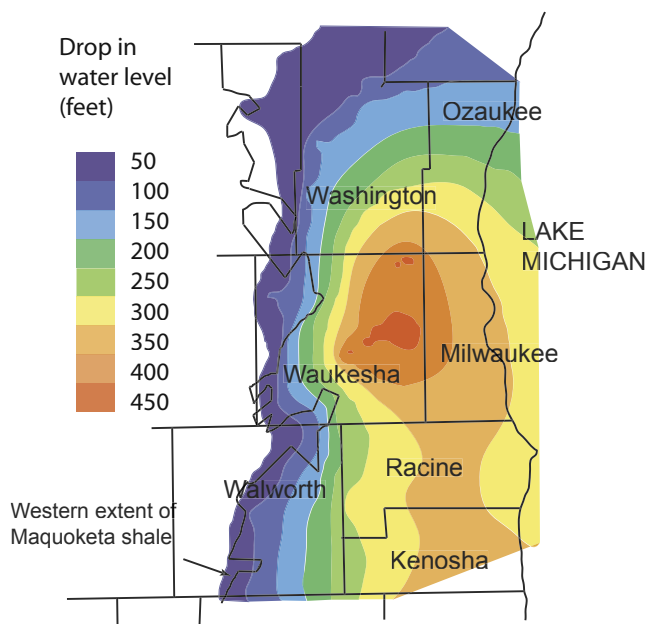 Drop in
water level
(feet)
50
100
150
200
250
300
350
400
450
Ozaukee
Washington
LAKE
MICHIGAN
Milwaukee
Waukesha
Racine
Walworth
Western extent of
Maquoketa shale
Kenosha